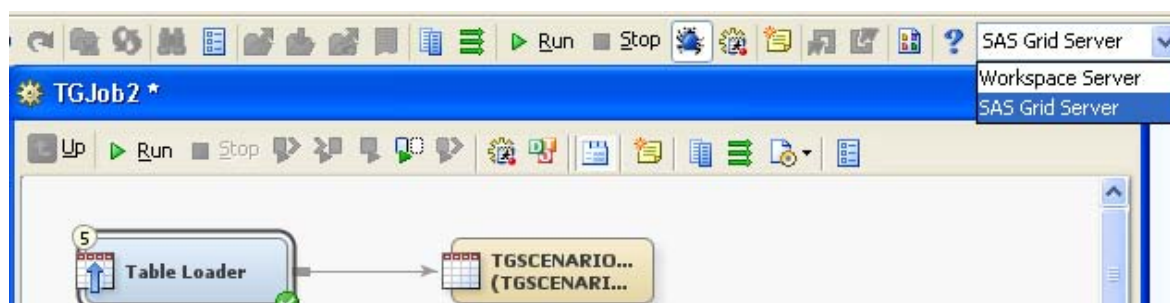 Run Stop ? SAS Grid Server
Workspace Server
SAS Grid Server
TGJob2 *
Up Run Stop
5
Table Loader
TGSCENARIO...
(TGSCENARI...